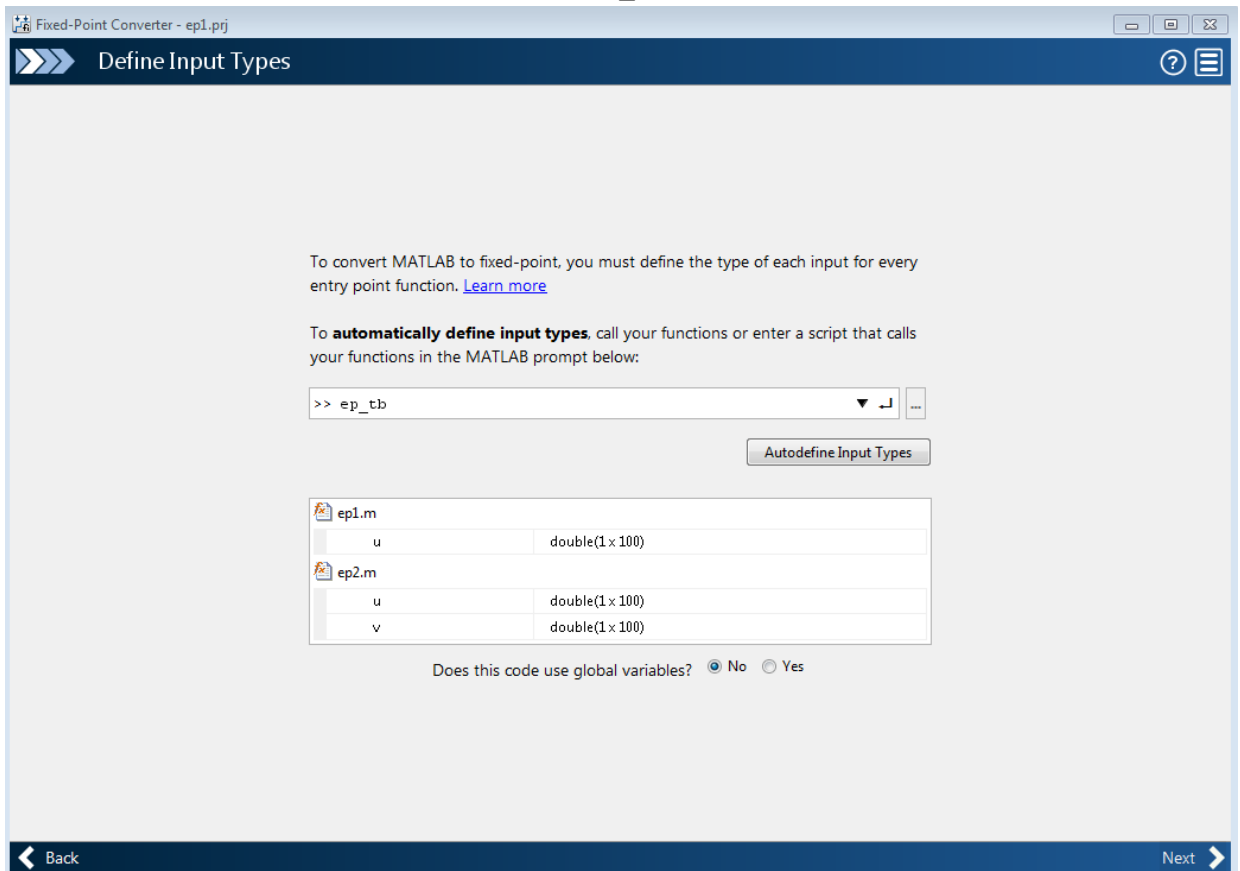 Fixed-Point Converter - ep1.prj
Define Input Types
?
To convert MATLAB to fixed-point, you must define the type of each input for every
entry point function. Learn more
To automatically define input types, call your functions or enter a script that calls
your functions in the MATLAB prompt below:
>> ep_tb
...
Autodefine Input Types
ep1.m
u double(1 x 100)
ep2.m
u double(1 x 100)
v double(1 x 100)
Does this code use global variables? No Yes
Back Next